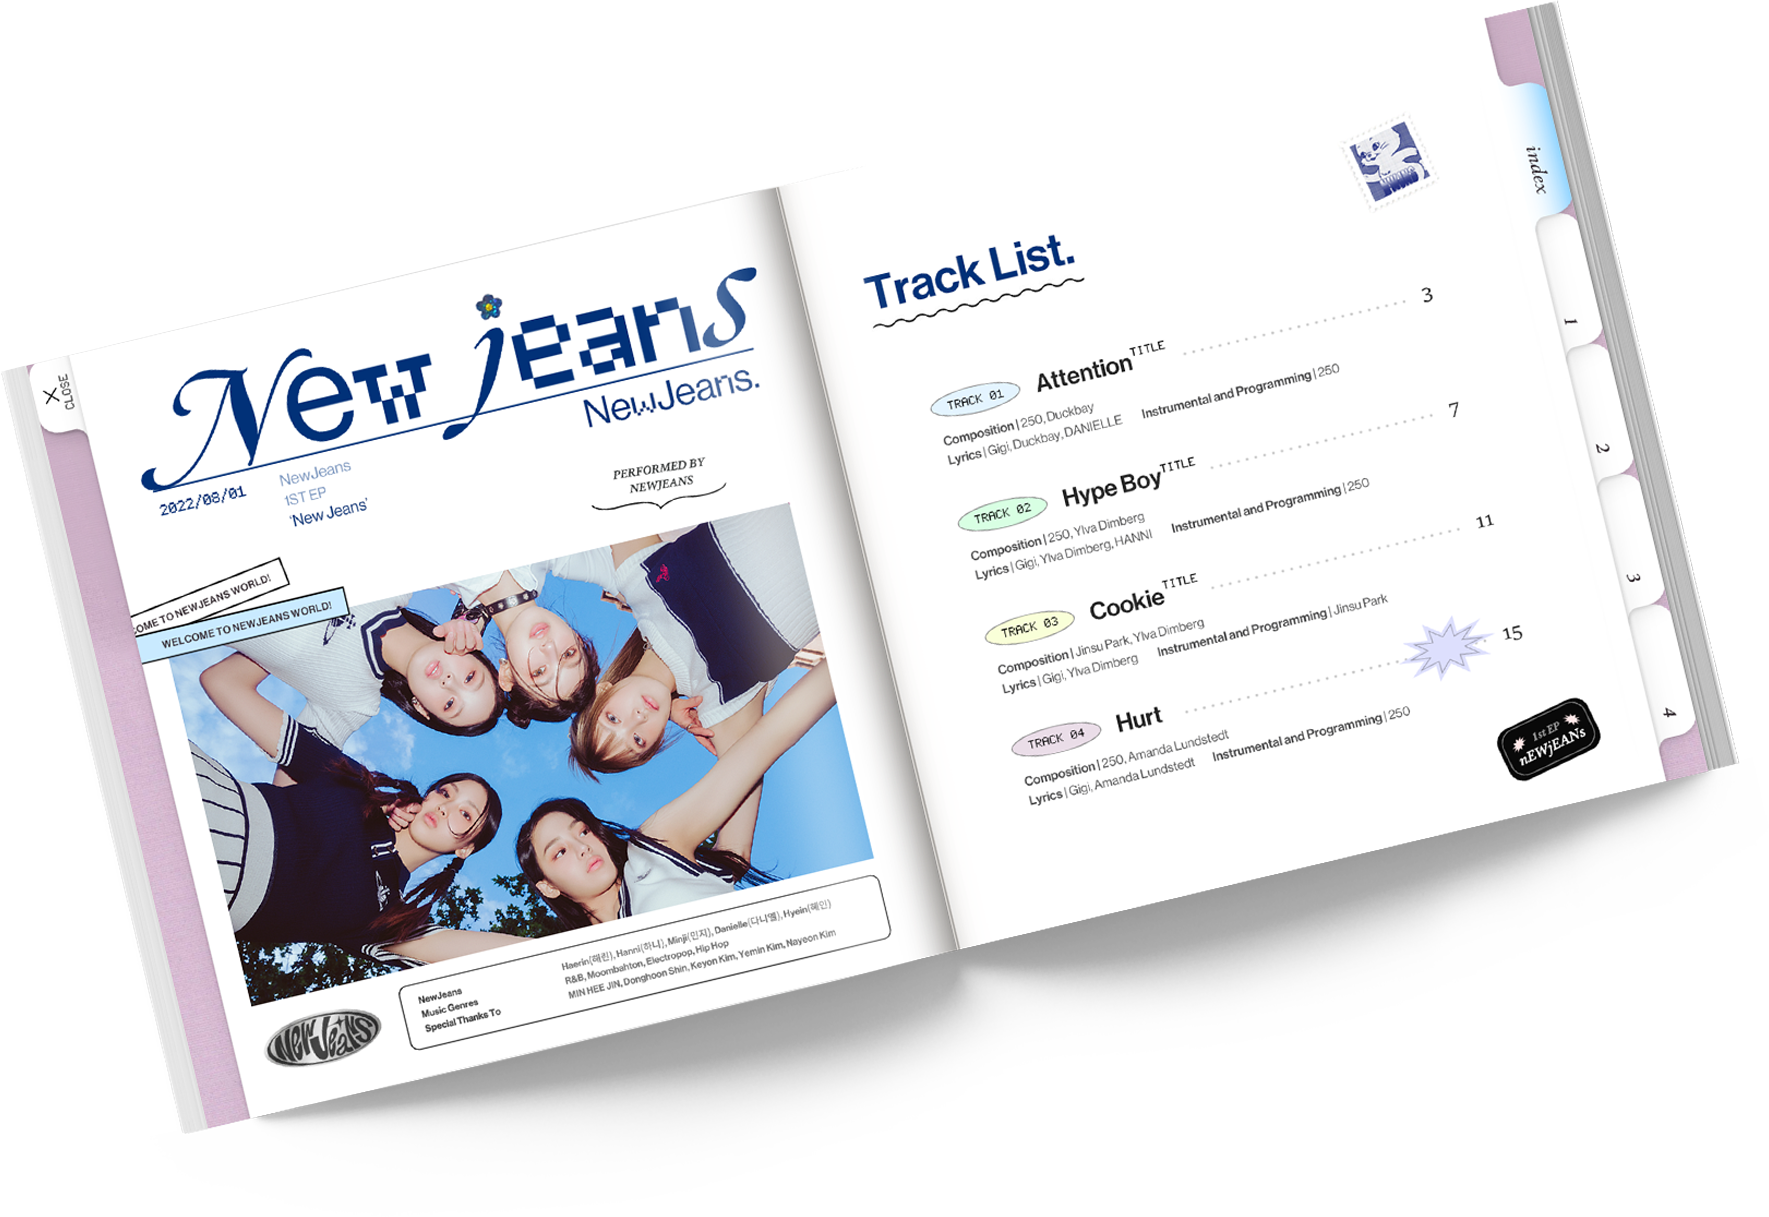 CLOSE
New jeans
NewJeans.
2022/08/01
NewJeans
1ST EP
'New Jeans'
PERFORMED BY
NEWJEANS
COME TO NEWJEANS WORLD!
WELCOME TO NEWJEANS WORLD!
NewJeans
Haerin(해린), Hanni(하니), Minji(민지), Danielle(다니엘), Hyein(혜인)
Music Genres
R&B, Moombahton, Electropop, Hip Hop
Special Thanks To
MIN HEE JIN, Donghoon Shin, Keyon Kim, Yemin Kim, Nayeon Kim
NewJeans
Track List.
TRACK 01 Attention TITLE 3
Composition | 250, Duckbay
Instrumental and Programming | 250
Lyrics | Gigi, Duckbay, DANIELLE
TRACK 02 Hype Boy TITLE 7
Composition | 250, Ylva Dimberg
Instrumental and Programming | 250
Lyrics | Gigi, Ylva Dimberg, HANNI
TRACK 03 Cookie TITLE 11
Composition | Jinsu Park, Ylva Dimberg
Instrumental and Programming | Jinsu Park
Lyrics | Gigi, Ylva Dimberg
TRACK 04 Hurt 15
Composition | 250, Amanda Lundstedt
Instrumental and Programming | 250
Lyrics | Gigi, Amanda Lundstedt
1st EP
nEWjEANs
index
1
2
3
4